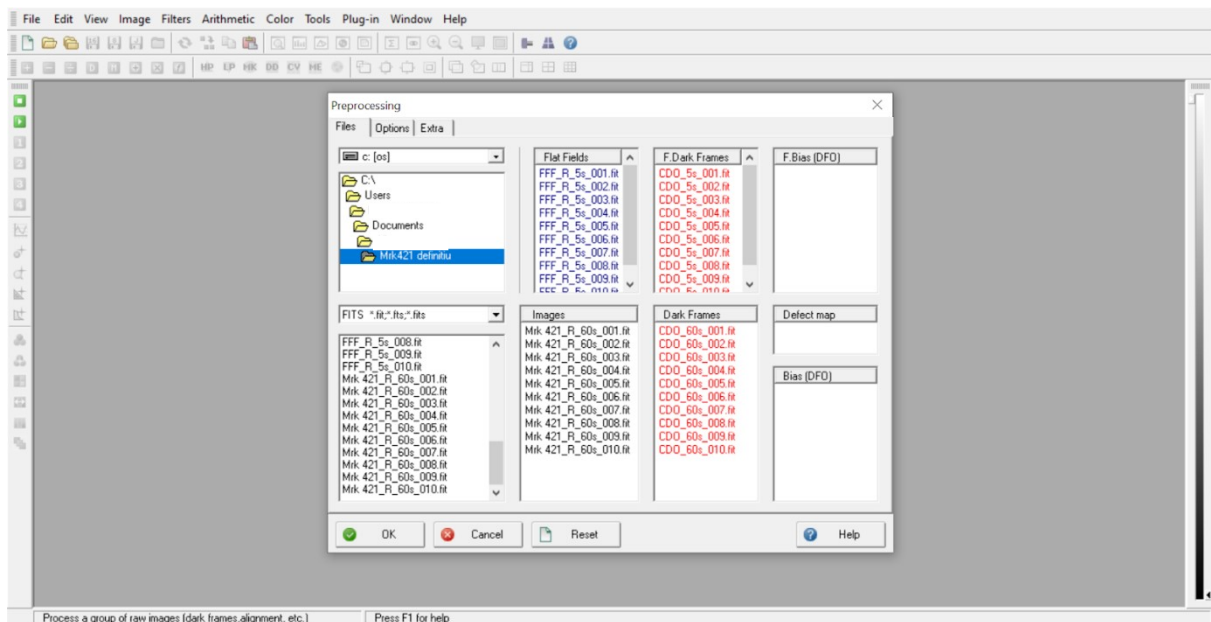 File Edit View Image Filters Arithmetic Color Tools Plug-in Window Help
HP LP HK DD CV HE
Preprocessing
Files Options Extra
c: [os]
C:\
Users
Documents
Mrk421 definitiu
Flat Fields
FFF_R_5s_001.fit
FFF_R_5s_002.fit
FFF_R_5s_003.fit
FFF_R_5s_004.fit
FFF_R_5s_005.fit
FFF_R_5s_006.fit
FFF_R_5s_007.fit
FFF_R_5s_008.fit
FFF_R_5s_009.fit
FFF_R_5s_010.fit
F.Dark Frames
CDO_5s_001.fit
CDO_5s_002.fit
CDO_5s_003.fit
CDO_5s_004.fit
CDO_5s_005.fit
CDO_5s_006.fit
CDO_5s_007.fit
CDO_5s_008.fit
CDO_5s_009.fit
CDO_5s_010.fit
F.Bias (DFO)
FITS *.fit;*.fts;*.fits
FFF_R_5s_008.fit
FFF_R_5s_009.fit
FFF_R_5s_010.fit
Mrk 421_R_60s_001.fit
Mrk 421_R_60s_002.fit
Mrk 421_R_60s_003.fit
Mrk 421_R_60s_004.fit
Mrk 421_R_60s_005.fit
Mrk 421_R_60s_006.fit
Mrk 421_R_60s_007.fit
Mrk 421_R_60s_008.fit
Mrk 421_R_60s_009.fit
Mrk 421_R_60s_010.fit
Images
Mrk 421_R_60s_001.fit
Mrk 421_R_60s_002.fit
Mrk 421_R_60s_003.fit
Mrk 421_R_60s_004.fit
Mrk 421_R_60s_005.fit
Mrk 421_R_60s_006.fit
Mrk 421_R_60s_007.fit
Mrk 421_R_60s_008.fit
Mrk 421_R_60s_009.fit
Mrk 421_R_60s_010.fit
Dark Frames
CDO_60s_001.fit
CDO_60s_002.fit
CDO_60s_003.fit
CDO_60s_004.fit
CDO_60s_005.fit
CDO_60s_006.fit
CDO_60s_007.fit
CDO_60s_008.fit
CDO_60s_009.fit
CDO_60s_010.fit
Defect map
Bias (DFO)
OK Cancel Reset Help
Process a group of raw images (dark frames,alignment, etc.) Press F1 for help